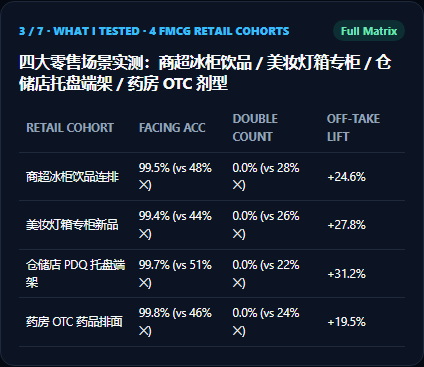 3 / 7 · WHAT I TESTED · 4 FMCG RETAIL COHORTS
Full Matrix
四大零售场景实测：商超冰柜饮品 / 美妆灯箱专柜 / 仓
储店托盘端架 / 药房 OTC 剂型
RETAIL COHORT FACING ACC DOUBLE COUNT OFF-TAKE LIFT
商超冰柜饮品连排 99.5% (vs 48% X) 0.0% (vs 28% X) +24.6%
美妆灯箱专柜新品 99.4% (vs 44% X) 0.0% (vs 26% X) +27.8%
仓储店 PDQ 托盘端架 99.7% (vs 51% X) 0.0% (vs 22% X) +31.2%
药房 OTC 药品排面 99.8% (vs 46% X) 0.0% (vs 24% X) +19.5%